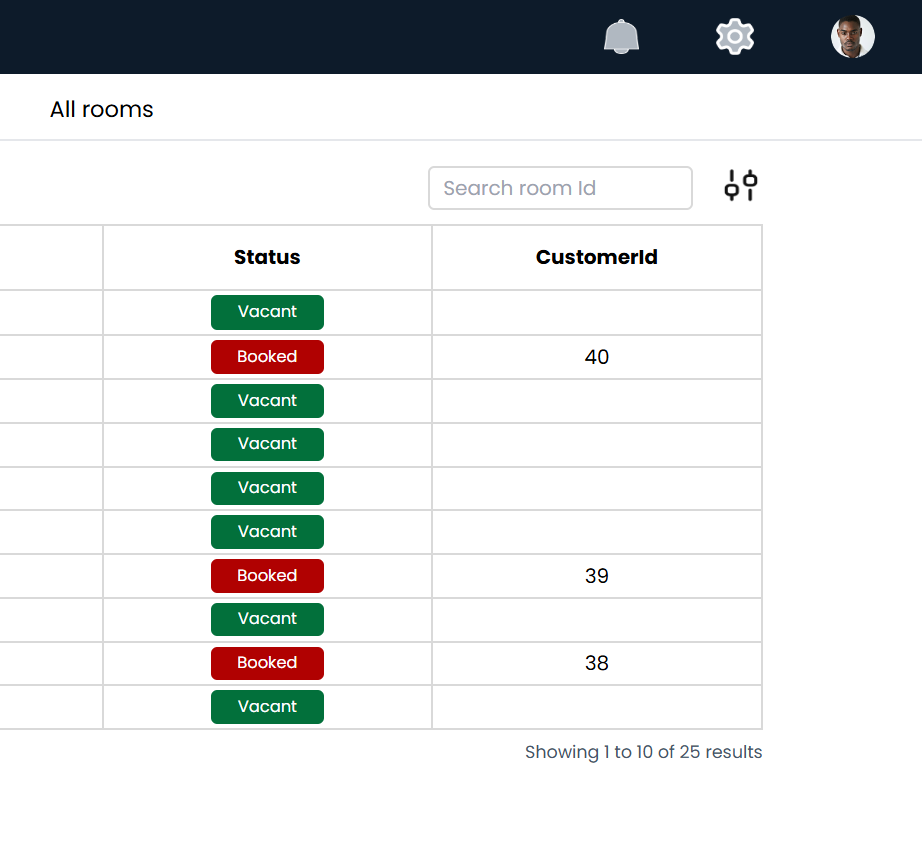 All rooms
Search room Id
Status CustomerId
Vacant
Booked 40
Vacant
Vacant
Vacant
Vacant
Booked 39
Vacant
Booked 38
Vacant
Showing 1 to 10 of 25 results